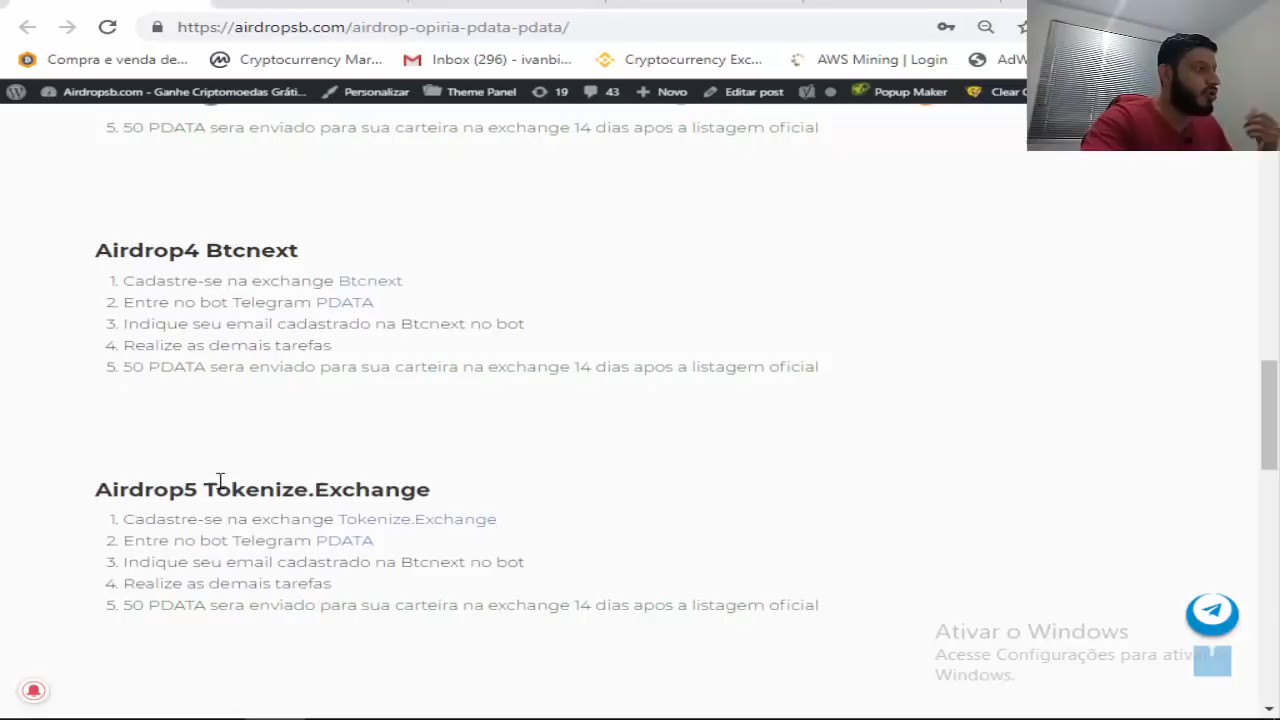 https://airdropsb.com/airdrop-opiria-pdata-pdata/
Compra e venda de... Cryptocurrency Mar... Inbox (296) - ivanbi... Cryptocurrency Exc... AWS Mining | Login AdW
Airdropsb.com – Ganhe Criptomoedas Gráti... Personalizar Theme Panel 19 43 Novo Editar post Popup Maker Clear
5. 50 PDATA sera enviado para sua carteira na exchange 14 dias apos a listagem oficial
Airdrop4 Btcnext
1. Cadastre-se na exchange Btcnext
2. Entre no bot Telegram PDATA
3. Indique seu email cadastrado na Btcnext no bot
4. Realize as demais tarefas
5. 50 PDATA sera enviado para sua carteira na exchange 14 dias apos a listagem oficial
Airdrop5 Tokenize.Exchange
1. Cadastre-se na exchange Tokenize.Exchange
2. Entre no bot Telegram PDATA
3. Indique seu email cadastrado na Btcnext no bot
4. Realize as demais tarefas
5. 50 PDATA sera enviado para sua carteira na exchange 14 dias apos a listagem oficial
Ativar o Windows
Acesse Configurações para ativar o
Windows.